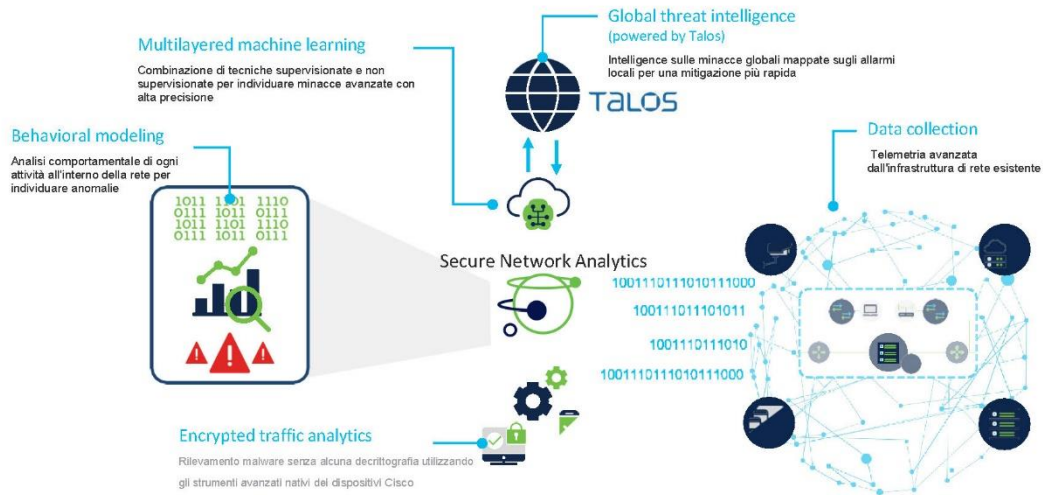 Global threat intelligence
(powered by Talos)
Intelligence sulle minacce globali mappate sugli allarmi
locali per una mitigazione più rapida
TALOS
Multilayered machine learning
Combinazione di tecniche supervisionate e non
supervisionate per individuare minacce avanzate con
alta precisione
Behavioral modeling
Analisi comportamentale di ogni
attività all'interno della rete per
individuare anomalie
1011 1101 1110
0111 1011 0111
1011 1101 1110
0111 1011 0111
Data collection
Telemetria avanzata
dall'infrastruttura di rete esistente
Secure Network Analytics
1001110111010111000
100111011101011
1001110111010
1001110111010111000
Encrypted traffic analytics
Rilevamento malware senza alcuna decrittografia utilizzando
gli strumenti avanzati nativi dei dispositivi Cisco